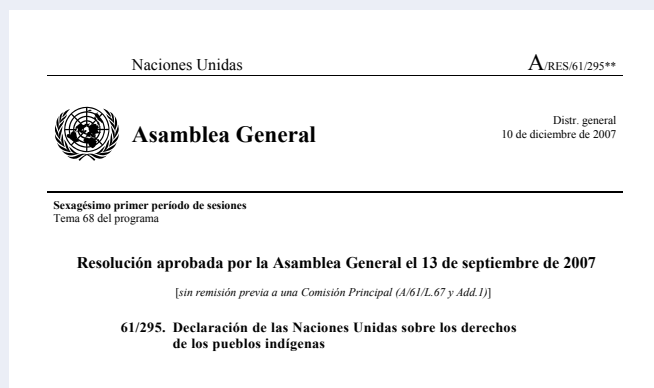 Naciones Unidas
A/RES/61/295**
Asamblea General
Distr. general
10 de diciembre de 2007
Sexagésimo primer período de sesiones
Tema 68 del programa
Resolución aprobada por la Asamblea General el 13 de septiembre de 2007
[sin remisión previa a una Comisión Principal (A/61/L.67 y Add.1)]
61/295. Declaración de las Naciones Unidas sobre los derechos
de los pueblos indígenas